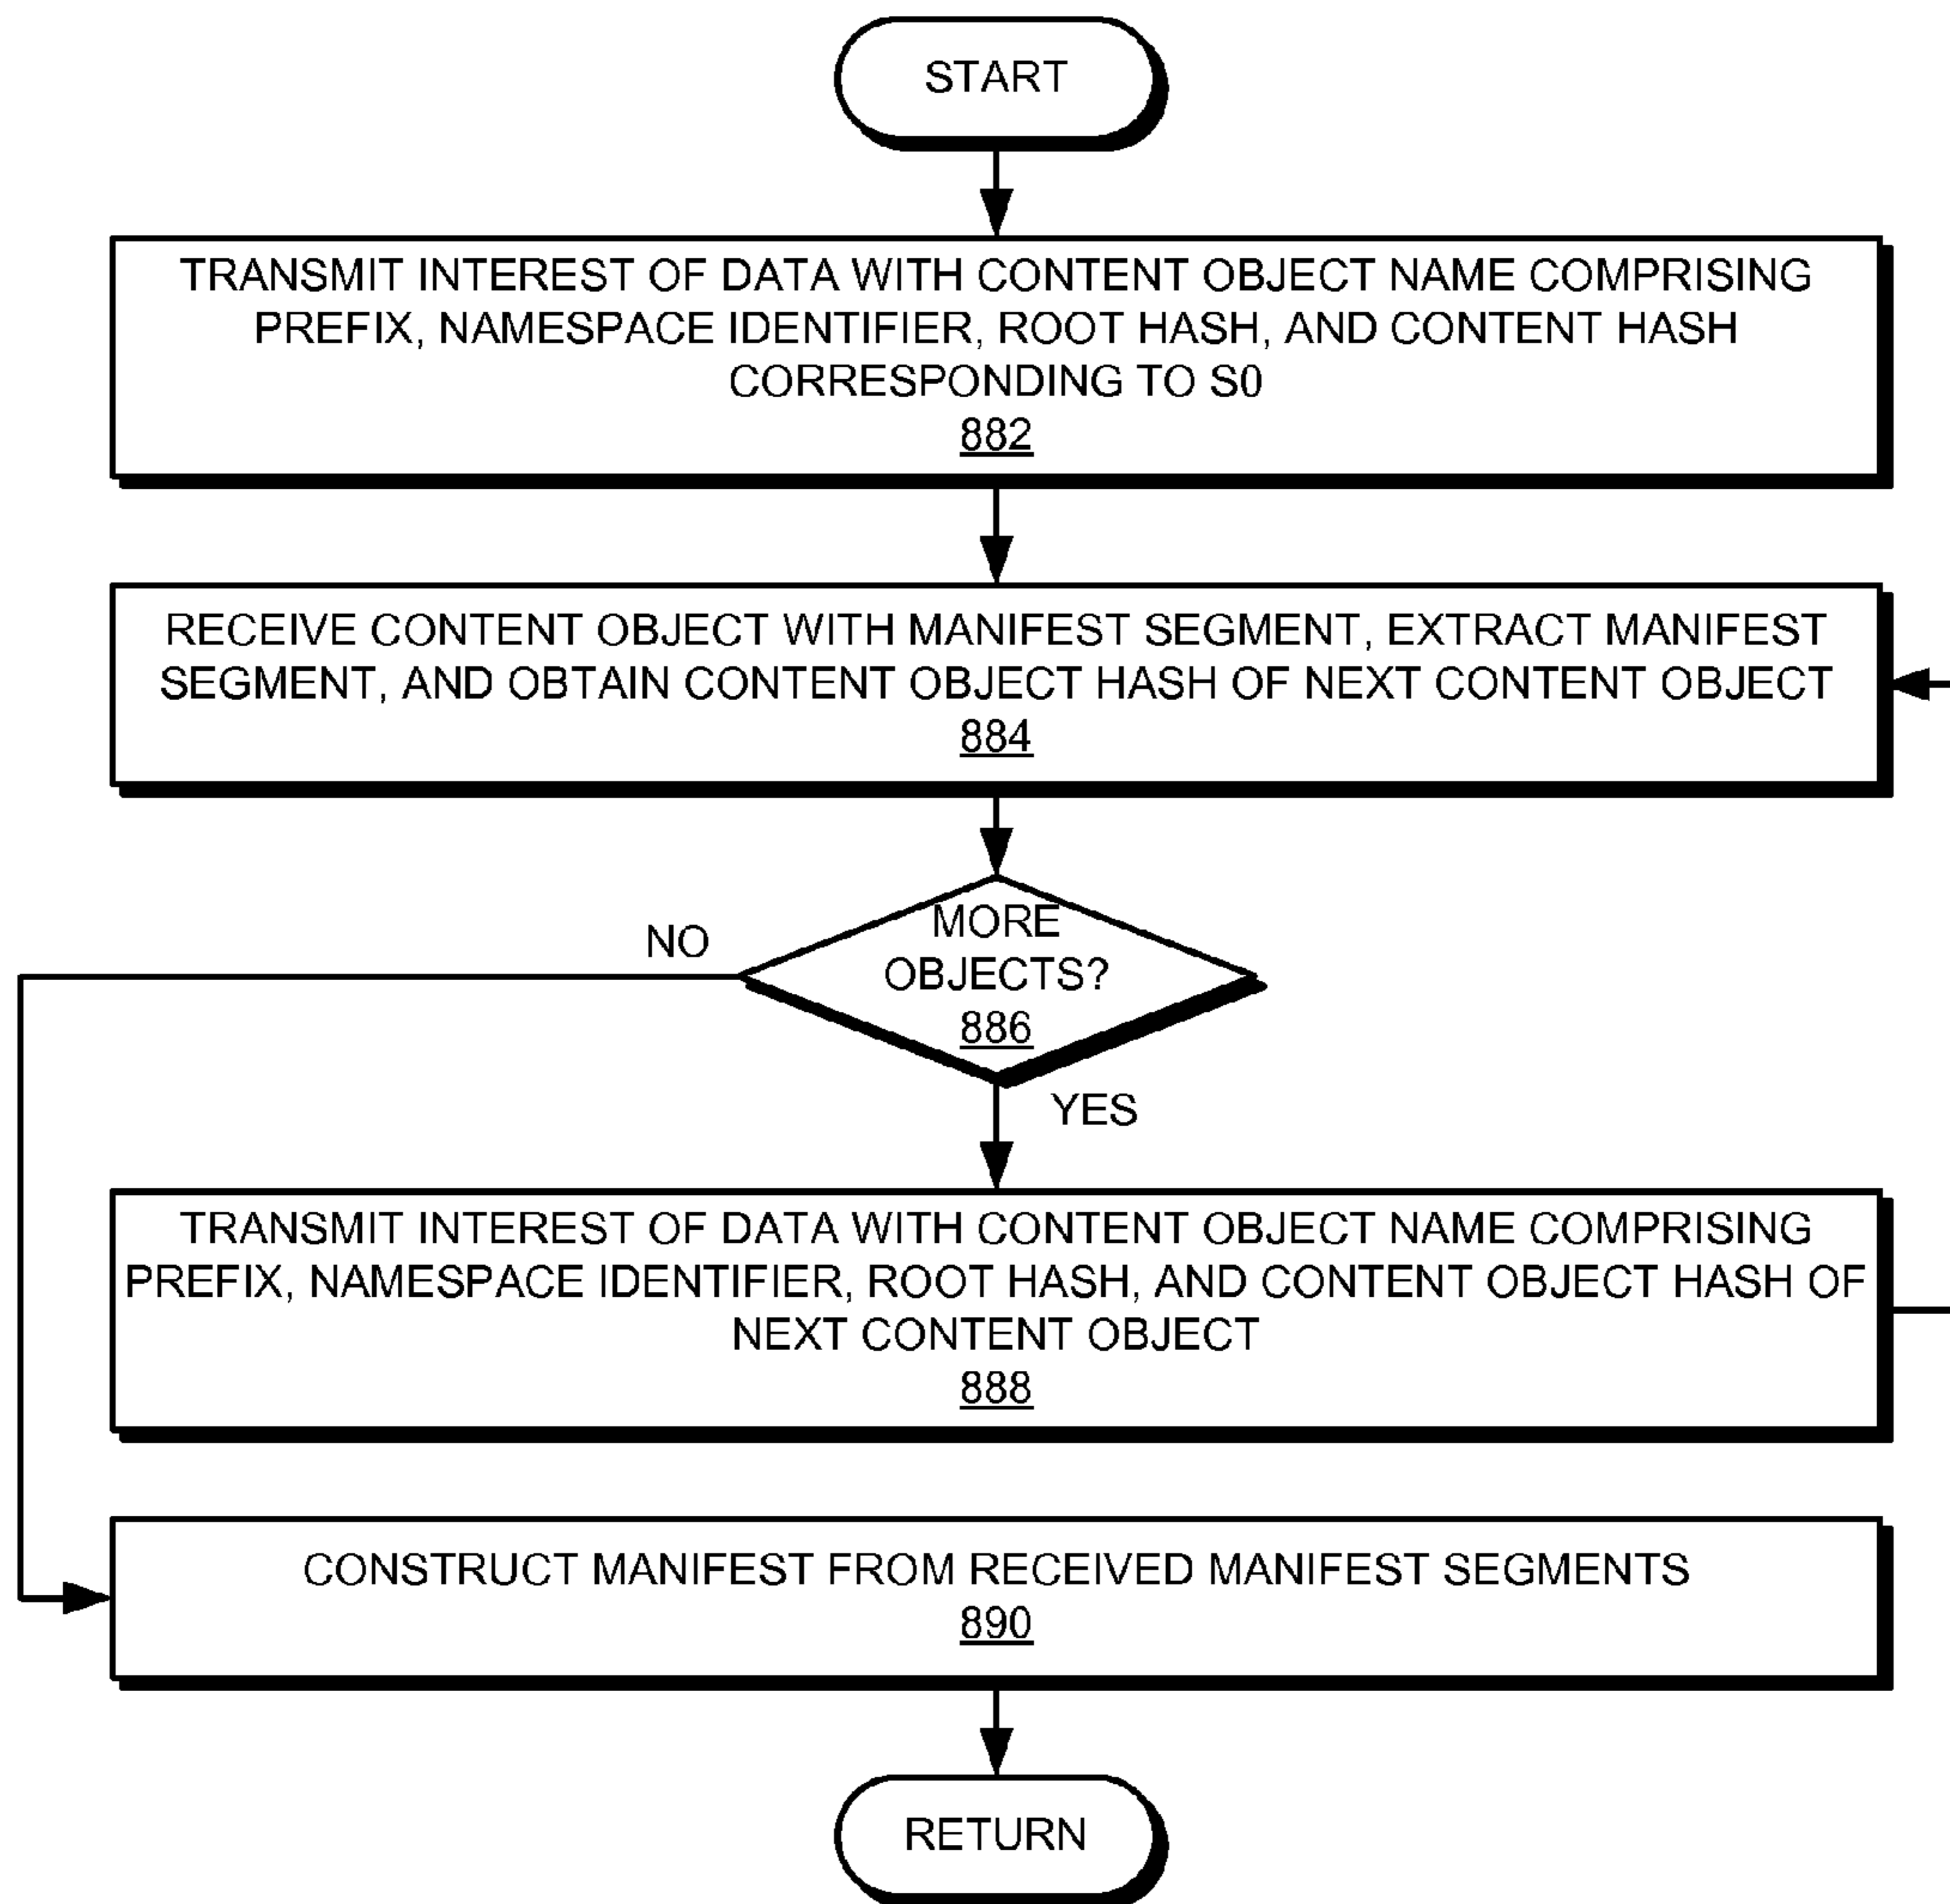 START
TRANSMIT INTEREST OF DATA WITH CONTENT OBJECT NAME COMPRISING
PREFIX, NAMESPACE IDENTIFIER, ROOT HASH, AND CONTENT HASH
CORRESPONDING TO S0
882
RECEIVE CONTENT OBJECT WITH MANIFEST SEGMENT, EXTRACT MANIFEST
SEGMENT, AND OBTAIN CONTENT OBJECT HASH OF NEXT CONTENT OBJECT
884
MORE
OBJECTS?
886
NO
YES
TRANSMIT INTEREST OF DATA WITH CONTENT OBJECT NAME COMPRISING
PREFIX, NAMESPACE IDENTIFIER, ROOT HASH, AND CONTENT OBJECT HASH OF
NEXT CONTENT OBJECT
888
CONSTRUCT MANIFEST FROM RECEIVED MANIFEST SEGMENTS
890
RETURN